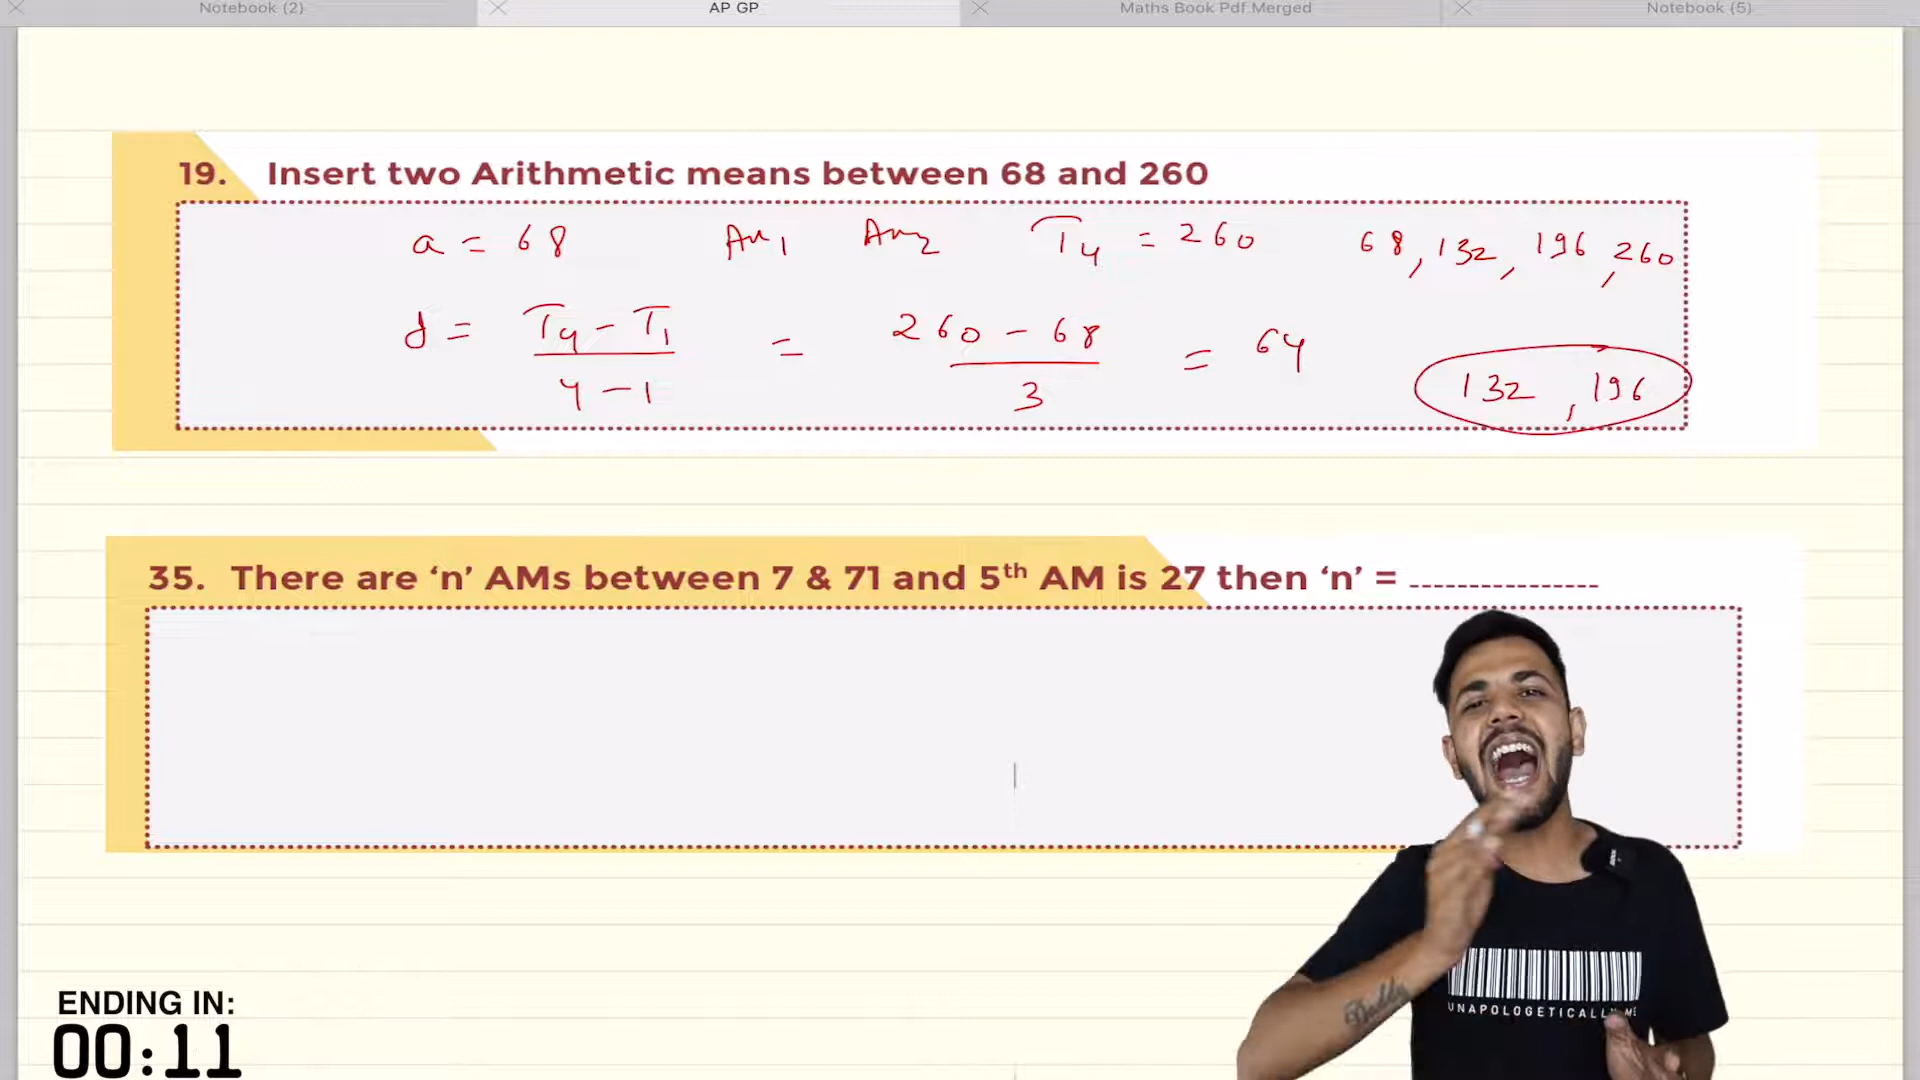 Notebook (2) AP GP Maths Book Pdf Merged Notebook (5)
19. Insert two Arithmetic means between 68 and 260
a = 68 Am1 Am2 T4 = 260 68, 132, 196, 260
d = T4 - T1 / 4 - 1 = 260 - 68 / 3 = 64
132, 196
35. There are ‘n’ AMs between 7 & 71 and 5th AM is 27 then ‘n’ = ----------------
ENDING IN:
00:11
UNAPOLOGETICALLY ME